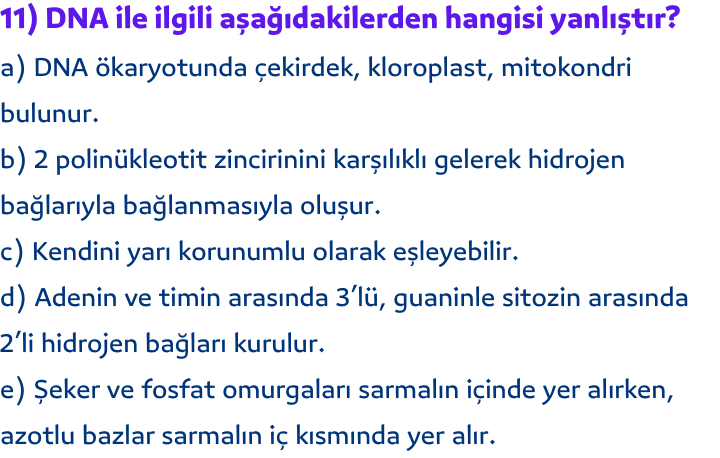 11) DNA ile ilgili aşağıdakilerden hangisi yanlıştır?
a) DNA ökaryotunda çekirdek, kloroplast, mitokondri
bulunur.
b) 2 polinükleotit zincirinini karşılıklı gelerek hidrojen
bağlarıyla bağlanmasıyla oluşur.
c) Kendini yarı korunumlu olarak eşleyebilir.
d) Adenin ve timin arasında 3’lü, guaninle sitozin arasında
2’li hidrojen bağları kurulur.
e) Şeker ve fosfat omurgaları sarmalın içinde yer alırken,
azotlu bazlar sarmalın iç kısmında yer alır.